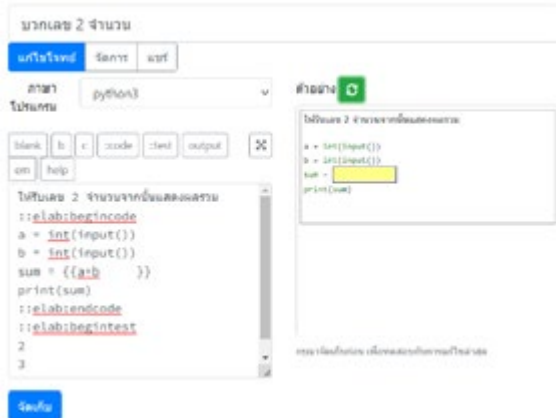 บวกเลข 2 จำนวน
แก้ไขโจทย์ จัดการ แชร์
ภาษา
โปรแกรม
python3
blank b c :code :test output
em help
ให้รับเลข 2 จำนวนจากนั้นแสดงผลรวม
::elab:begincode
a = int(input())
b = int(input())
sum = {{a+b }}
print(sum)
::elab:endcode
::elab:begintest
2
3
จัดเก็บ
ตัวอย่าง
ให้รับเลข 2 จำนวนจากนั้นแสดงผลรวม
a = int(input())
b = int(input())
sum =
print(sum)